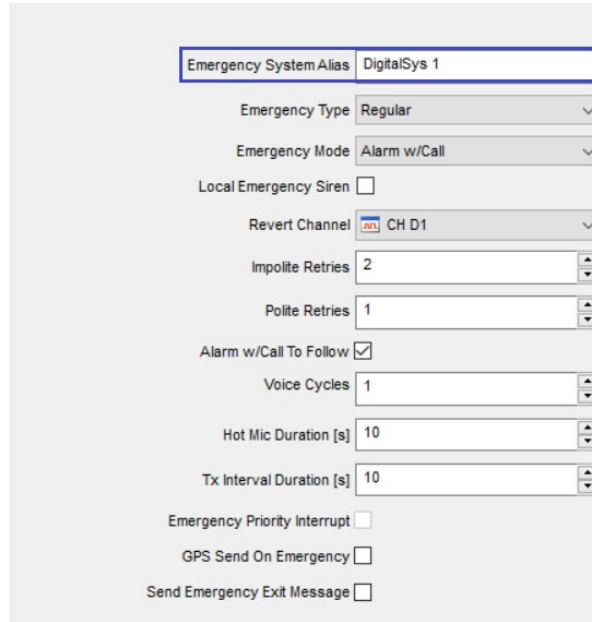 Emergency System Alias DigitalSys 1
Emergency Type Regular
Emergency Mode Alarm w/Call
Local Emergency Siren
Revert Channel CH D1
Impolite Retries 2
Polite Retries 1
Alarm w/Call To Follow
Voice Cycles 1
Hot Mic Duration [s] 10
Tx Interval Duration [s] 10
Emergency Priority Interrupt
GPS Send On Emergency
Send Emergency Exit Message